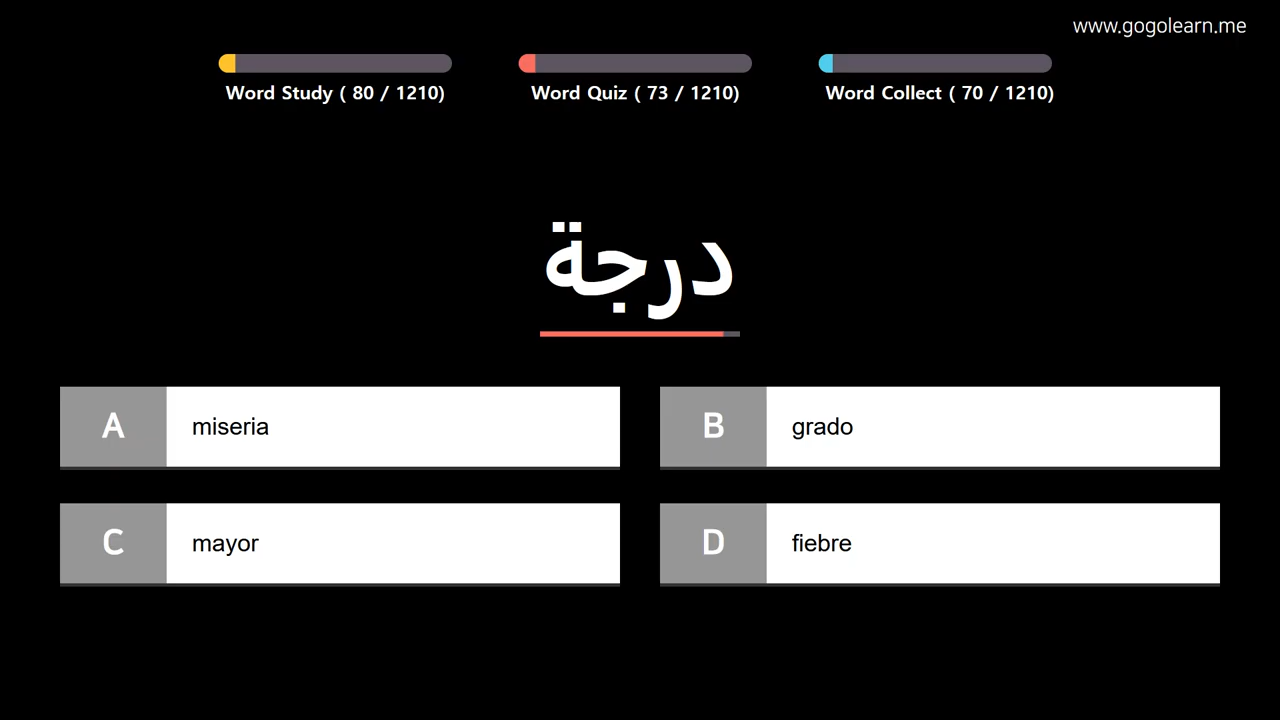 www.gogolearn.me
Word Study ( 80 / 1210)
Word Quiz ( 73 / 1210)
Word Collect ( 70 / 1210)
درجة
A miseria
B grado
C mayor
D fiebre